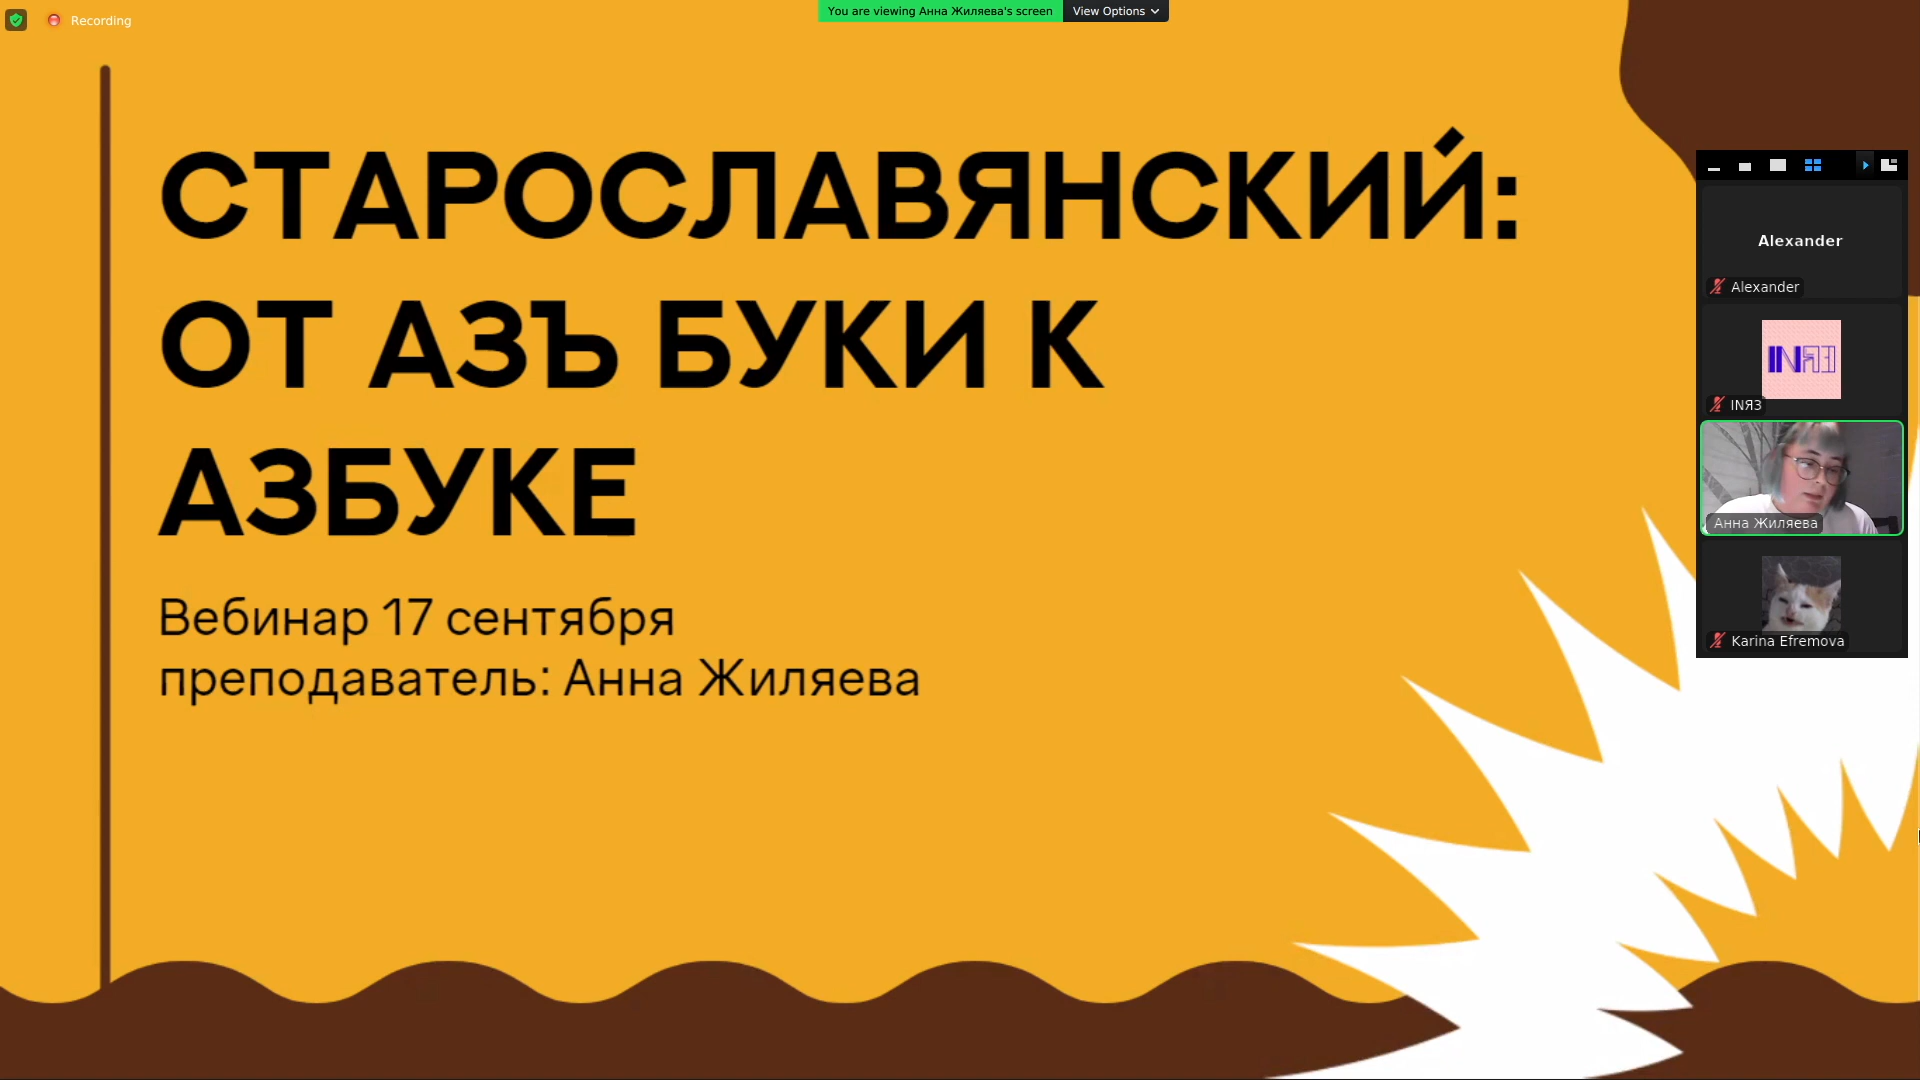 Recording
You are viewing Анна Жиляева's screen
View Options
СТАРОСЛАВЯНСКИЙ:
ОТ АЗЪ БУКИ К
АЗБУКЕ
Вебинар 17 сентября
преподаватель: Анна Жиляева
Alexander
Alexander
INЯЗ
INЯЗ
Анна Жиляева
Karina Efremova